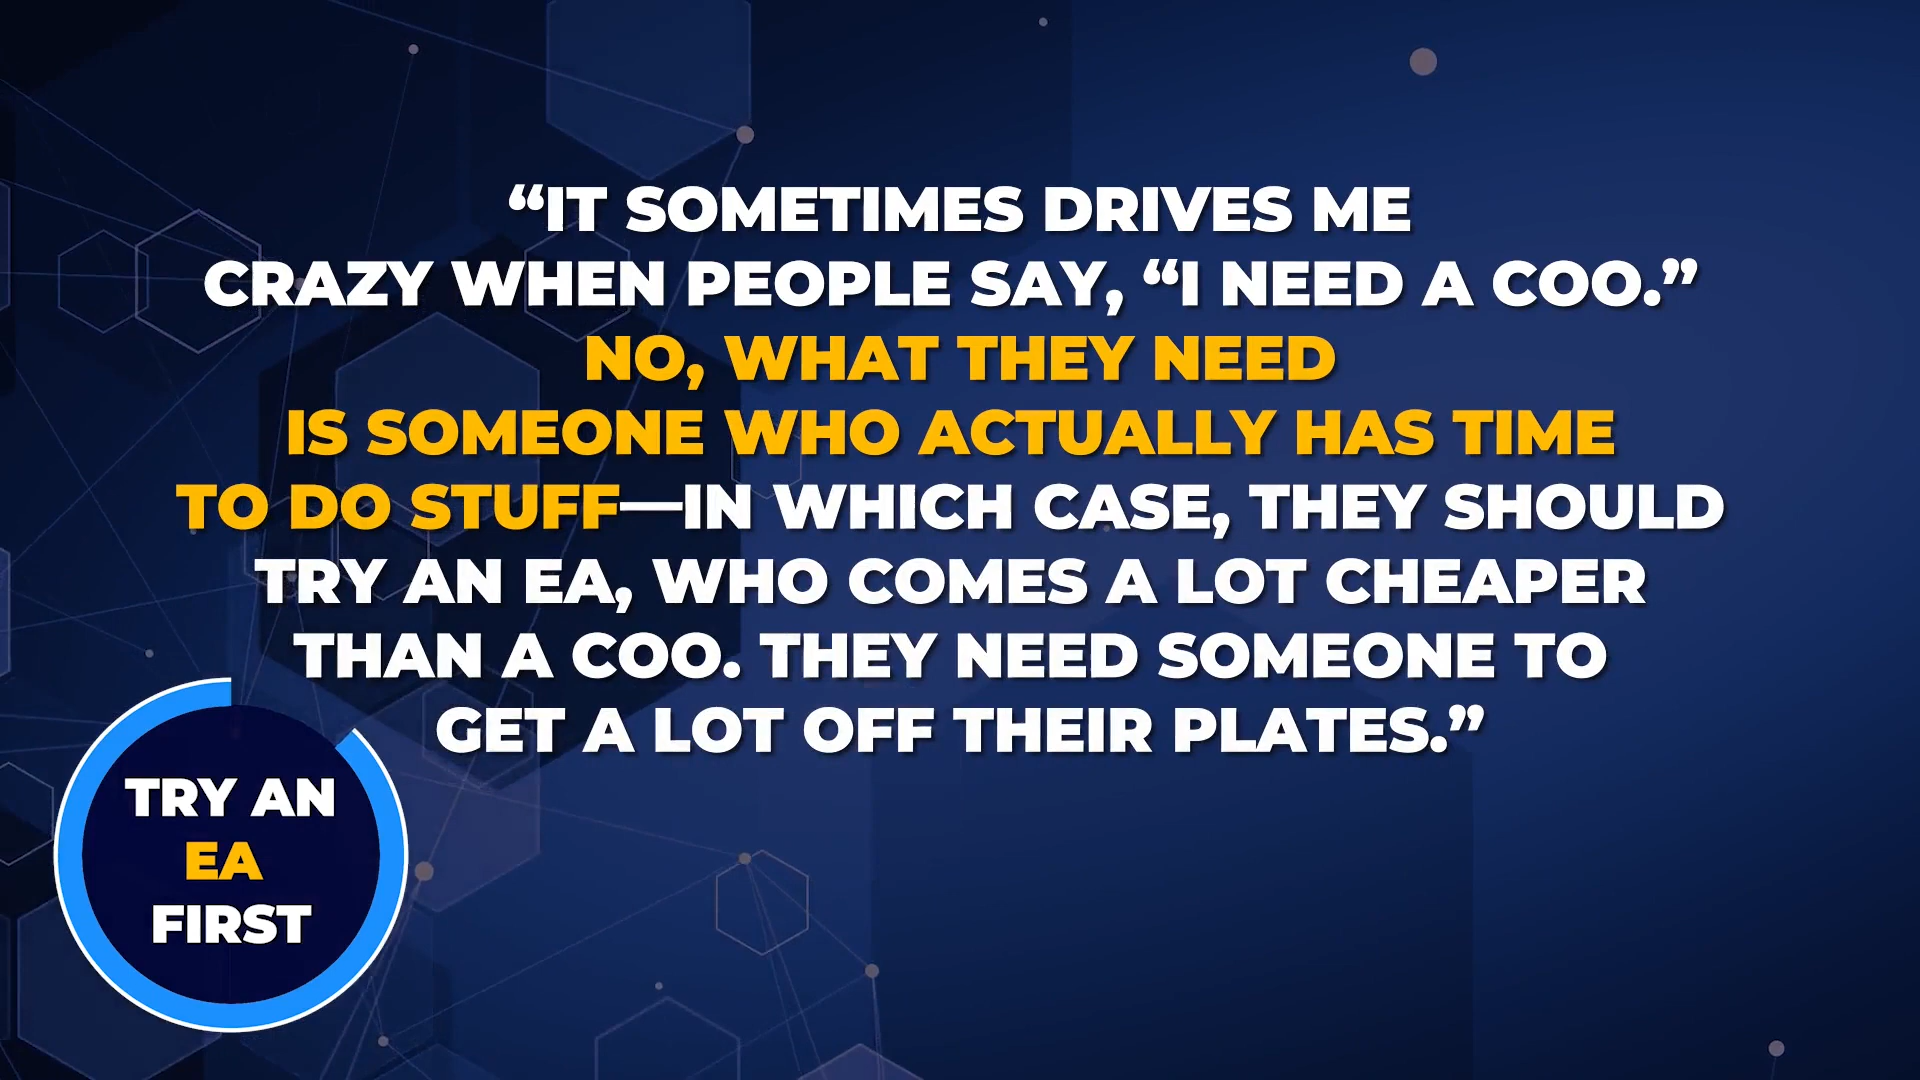 “IT SOMETIMES DRIVES ME
CRAZY WHEN PEOPLE SAY, “I NEED A COO.”
NO, WHAT THEY NEED
IS SOMEONE WHO ACTUALLY HAS TIME
TO DO STUFF—IN WHICH CASE, THEY SHOULD
TRY AN EA, WHO COMES A LOT CHEAPER
THAN A COO. THEY NEED SOMEONE TO
GET A LOT OFF THEIR PLATES.”
TRY AN
EA
FIRST